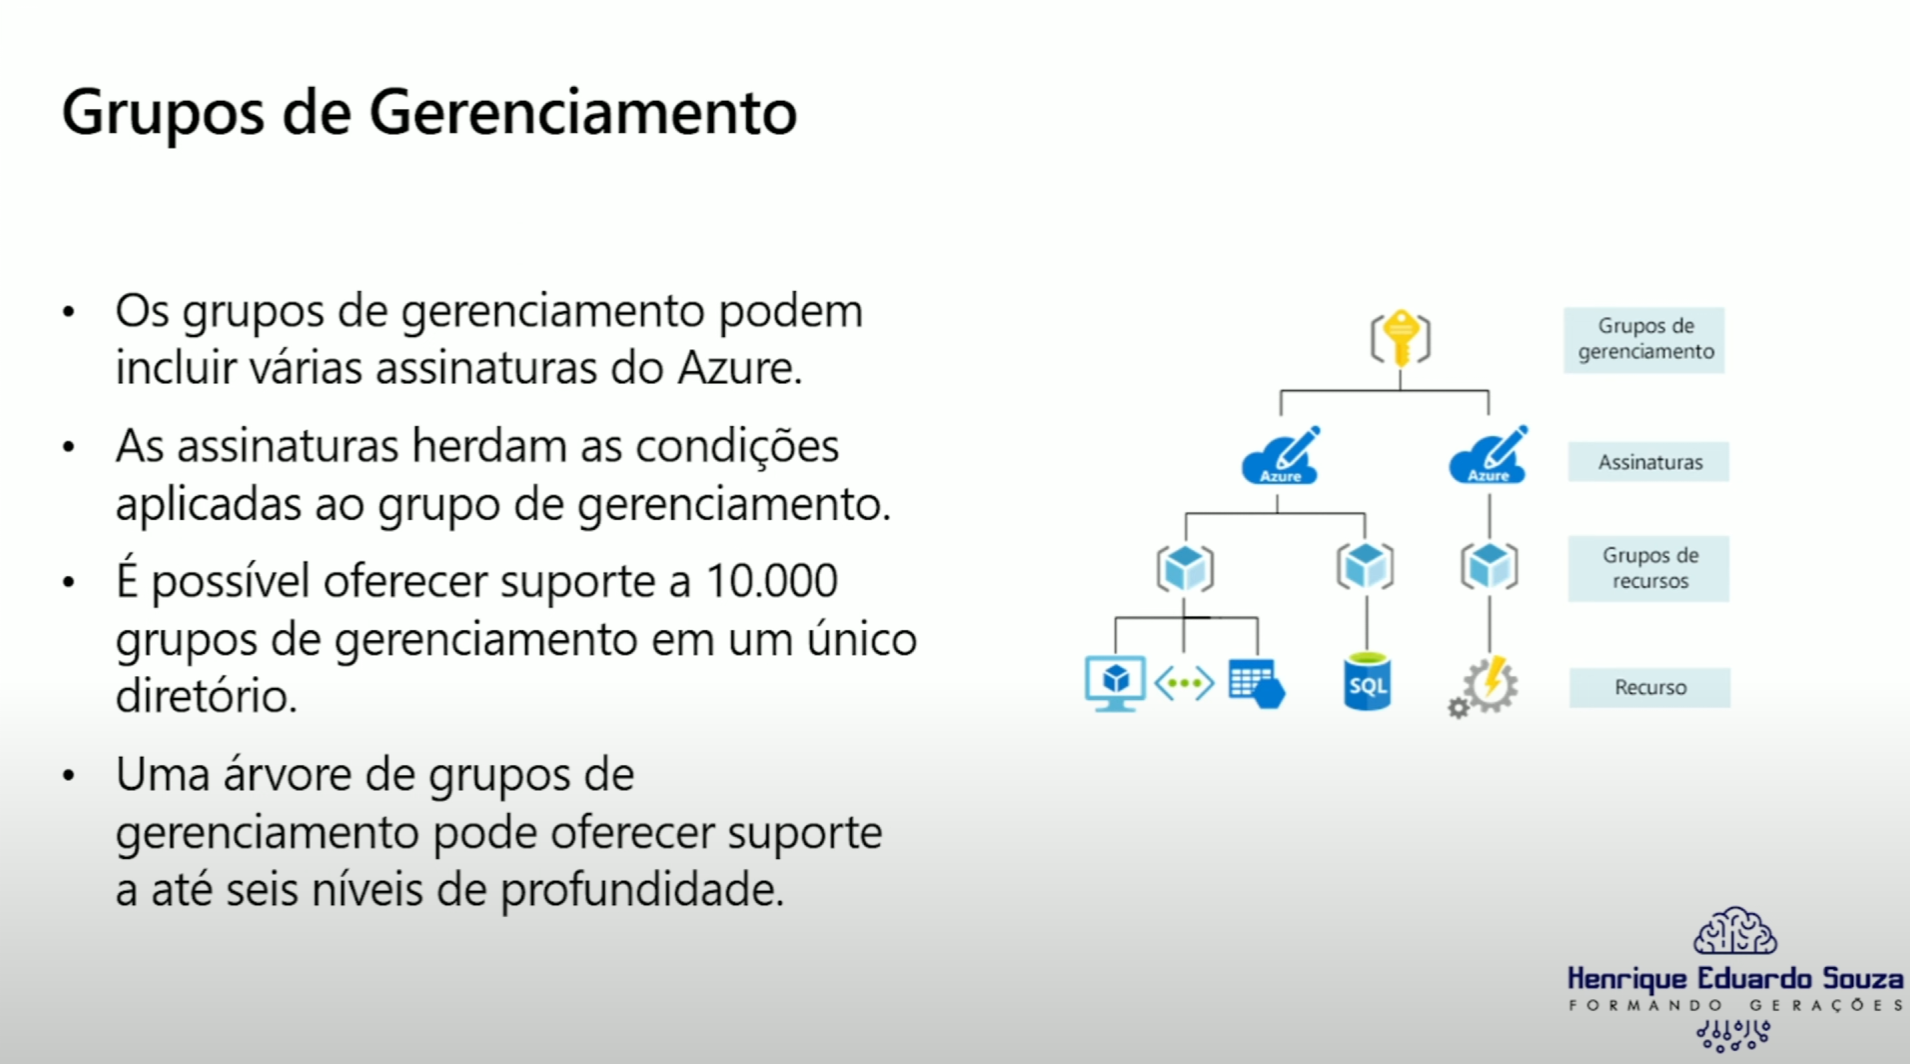 Grupos de Gerenciamento
• Os grupos de gerenciamento podem
incluir várias assinaturas do Azure.
• As assinaturas herdam as condições
aplicadas ao grupo de gerenciamento.
• É possível oferecer suporte a 10.000
grupos de gerenciamento em um único
diretório.
• Uma árvore de grupos de
gerenciamento pode oferecer suporte
a até seis níveis de profundidade.
Grupos de
gerenciamento
Azure
Azure
Assinaturas
Grupos de
recursos
SQL
Recurso
Henrique Eduardo Souza
FORMANDO GERAÇÕES